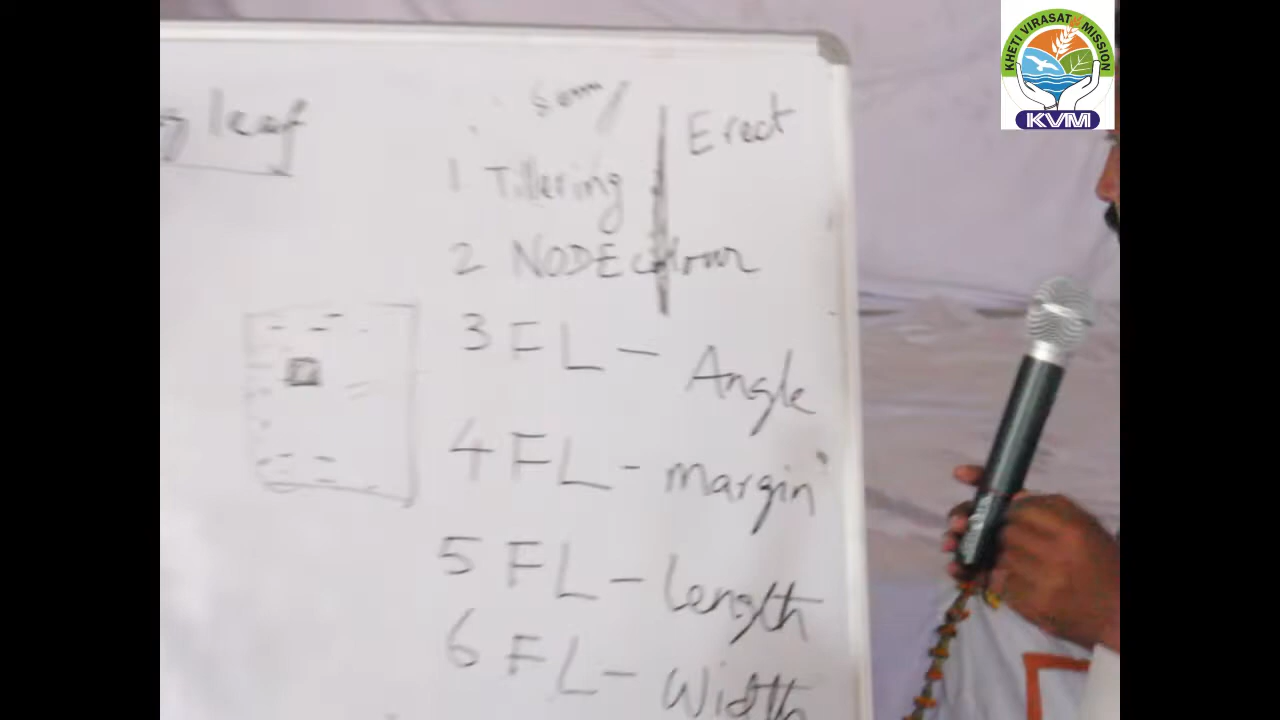 leaf
Erect
1 Tillering
2 NODE colour
3 FL - Angle
4 FL - margin
5 FL - Length
6 FL - Width
KHETI VIRASAT MISSION
KVM